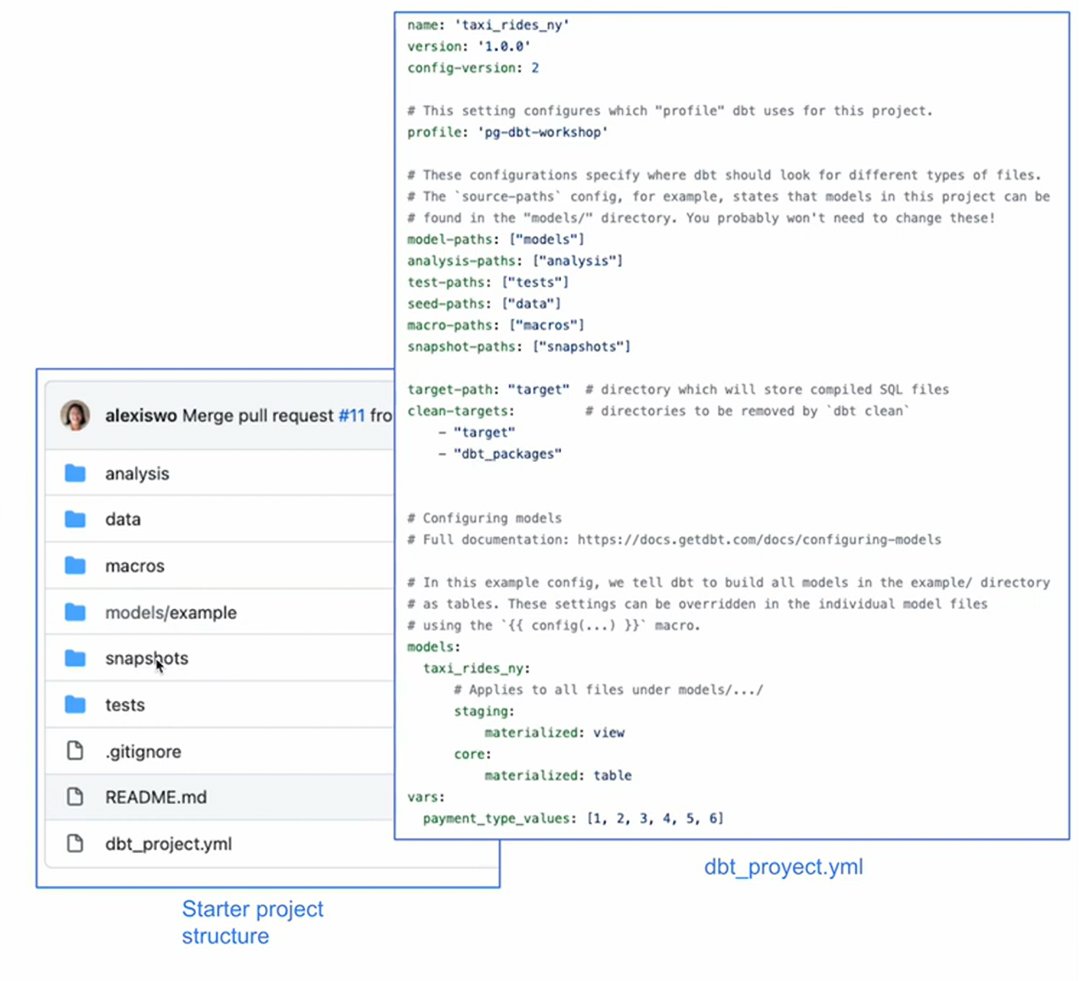 name: 'taxi_rides_ny'
version: '1.0.0'
config-version: 2
# This setting configures which "profile" dbt uses for this project.
profile: 'pg-dbt-workshop'
# These configurations specify where dbt should look for different types of files.
# The `source-paths` config, for example, states that models in this project can be
# found in the "models/" directory. You probably won't need to change these!
model-paths: ["models"]
analysis-paths: ["analysis"]
test-paths: ["tests"]
seed-paths: ["data"]
macro-paths: ["macros"]
snapshot-paths: ["snapshots"]
target-path: "target"  # directory which will store compiled SQL files
clean-targets:         # directories to be removed by `dbt clean`
    - "target"
    - "dbt_packages"
# Configuring models
# Full documentation: https://docs.getdbt.com/docs/configuring-models
# In this example config, we tell dbt to build all models in the example/ directory
# as tables. These settings can be overridden in the individual model files
# using the `{{ config(...) }}` macro.
models:
  taxi_rides_ny:
      # Applies to all files under models/.../
      staging:
          materialized: view
      core:
          materialized: table
vars:
  payment_type_values: [1, 2, 3, 4, 5, 6]
dbt_proyect.yml
alexiswo Merge pull request #11 fro
analysis
data
macros
models/example
snapshots
tests
.gitignore
README.md
dbt_project.yml
Starter project
structure